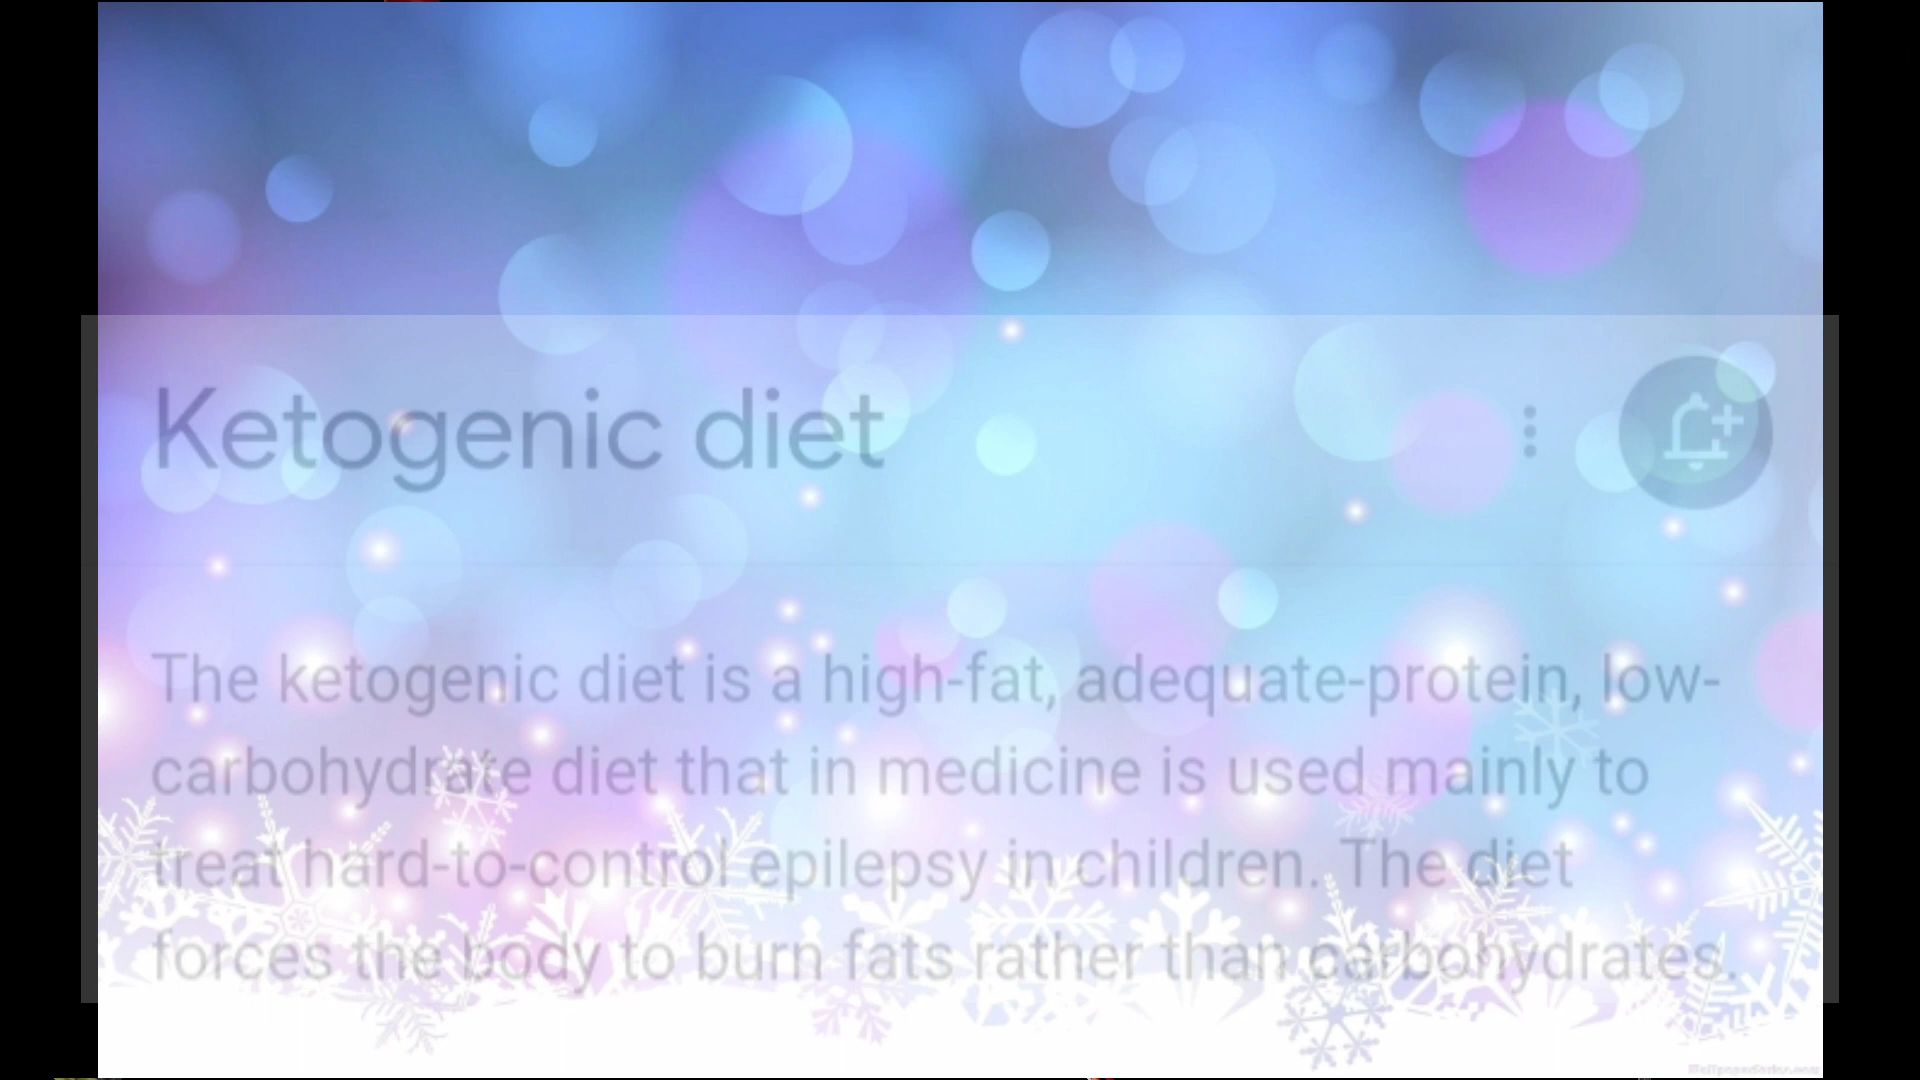 Ketogenic diet
The ketogenic diet is a high-fat, adequate-protein, low-
carbohydrate diet that in medicine is used mainly to
treat hard-to-control epilepsy in children. The diet
forces the body to burn fats rather than carbohydrates.